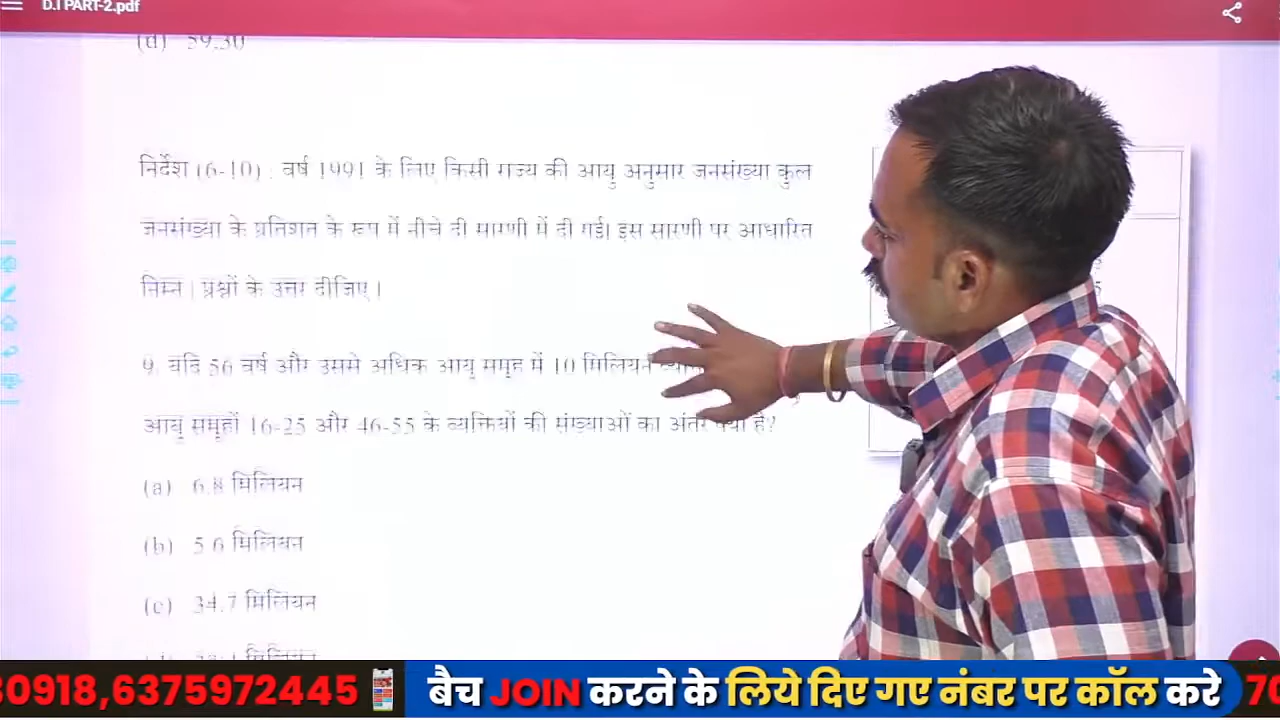 D.I PART-2.pdf
(d) 59.30
निर्देश (6-10) : वर्ष 1991 के लिए किसी राज्य की आयु अनुसार जनसंख्या कुल
जनसंख्या के प्रतिशत के रूप में नीचे दी सारणी में दी गई। इस सारणी पर आधारित
निम्न । प्रश्नों के उत्तर दीजिए।
9. यदि 56 वर्ष और उससे अधिक आयु समूह में 10 मिलियन
आयु समूहों 16-25 और 46-55 के व्यक्तियों की संख्याओं का अंतर क्या है?
(a) 6.8 मिलियन
(b) 5.6 मिलियन
(c) 34.7 मिलियन
मिलियन
30918,6375972445 बैच JOIN करने के लिये दिए गए नंबर पर कॉल करे 70